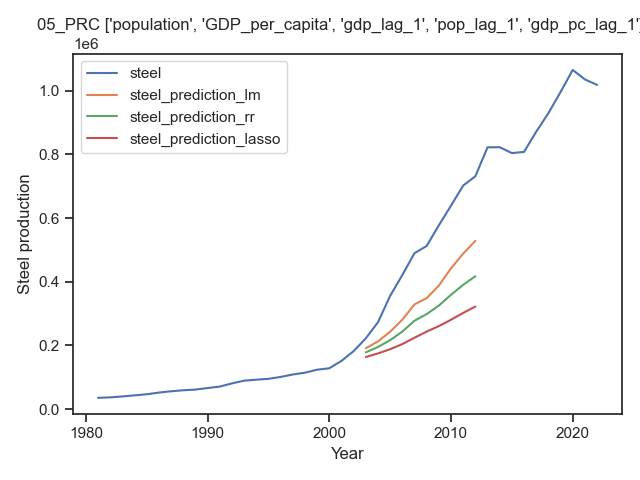 05_PRC ['population', 'GDP_per_capita', 'gdp_lag_1', 'pop_lag_1', 'gdp_pc_lag_1'
1e6
steel
steel_prediction_lm
steel_prediction_rr
steel_prediction_lasso
1.0
0.8
0.6
0.4
0.2
0.0
Steel production
1980 1990 2000 2010 2020
Year